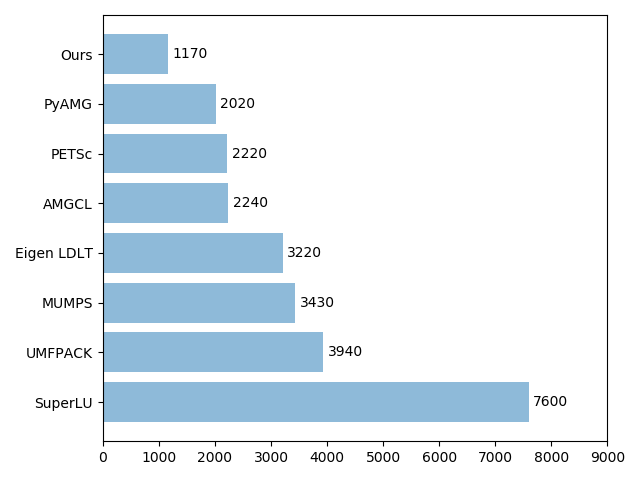 Ours 1170
PyAMG 2020
PETSc 2220
AMGCL 2240
Eigen LDLT 3220
MUMPS 3430
UMFPACK 3940
SuperLU 7600
0 1000 2000 3000 4000 5000 6000 7000 8000 9000